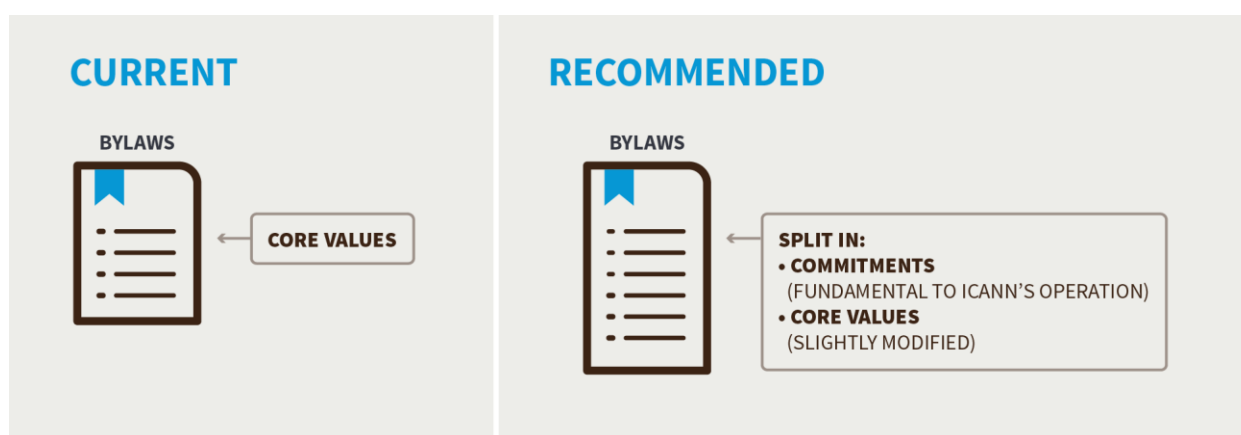 CURRENT
BYLAWS
CORE VALUES
RECOMMENDED
BYLAWS
SPLIT IN:
• COMMITMENTS
(FUNDAMENTAL TO ICANN’S OPERATION)
• CORE VALUES
(SLIGHTLY MODIFIED)